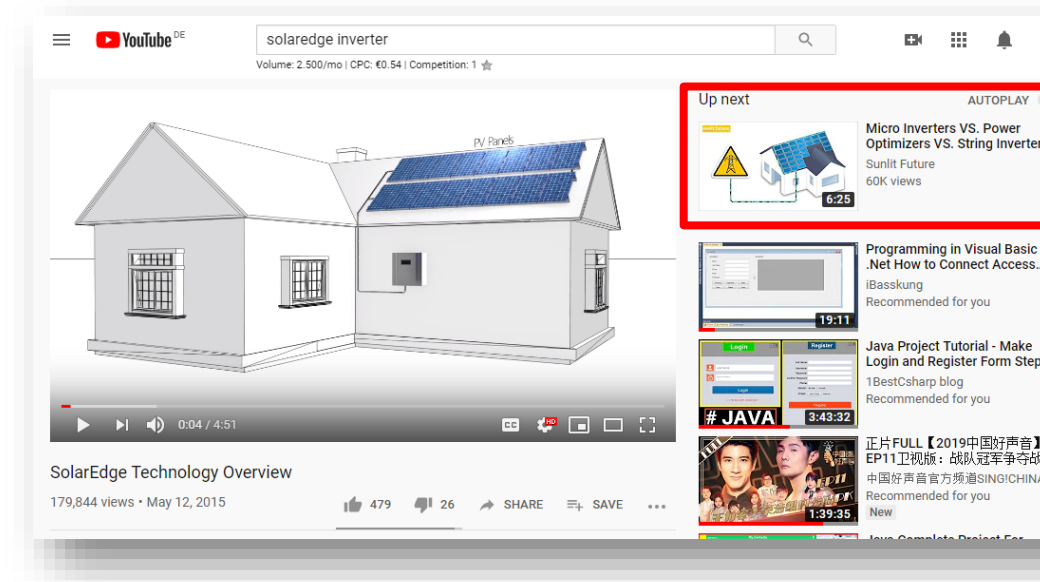 YouTube DE
solaredge inverter
Volume: 2.500/mo | CPC: €0.54 | Competition: 1
Up next
AUTOPLAY
PV Panels
Micro Inverters VS. Power
Optimizers VS. String Inverter
Sunlit Future
60K views
6:25
Programming in Visual Basic
.Net How to Connect Access..
iBasskung
Recommended for you
19:11
Login
Register
Java Project Tutorial - Make
Login and Register Form Step
1BestCsharp blog
Recommended for you
# JAVA
3:43:32
0:04 / 4:51
CC
HD
正片FULL【2019中国好声音】
EP11卫视版：战队冠军争夺战
中国好声音官方频道SING!CHINA
Recommended for you
New
EP11
1:39:35
SolarEdge Technology Overview
179,844 views • May 12, 2015
479
26
SHARE
SAVE
Java Complete Project For